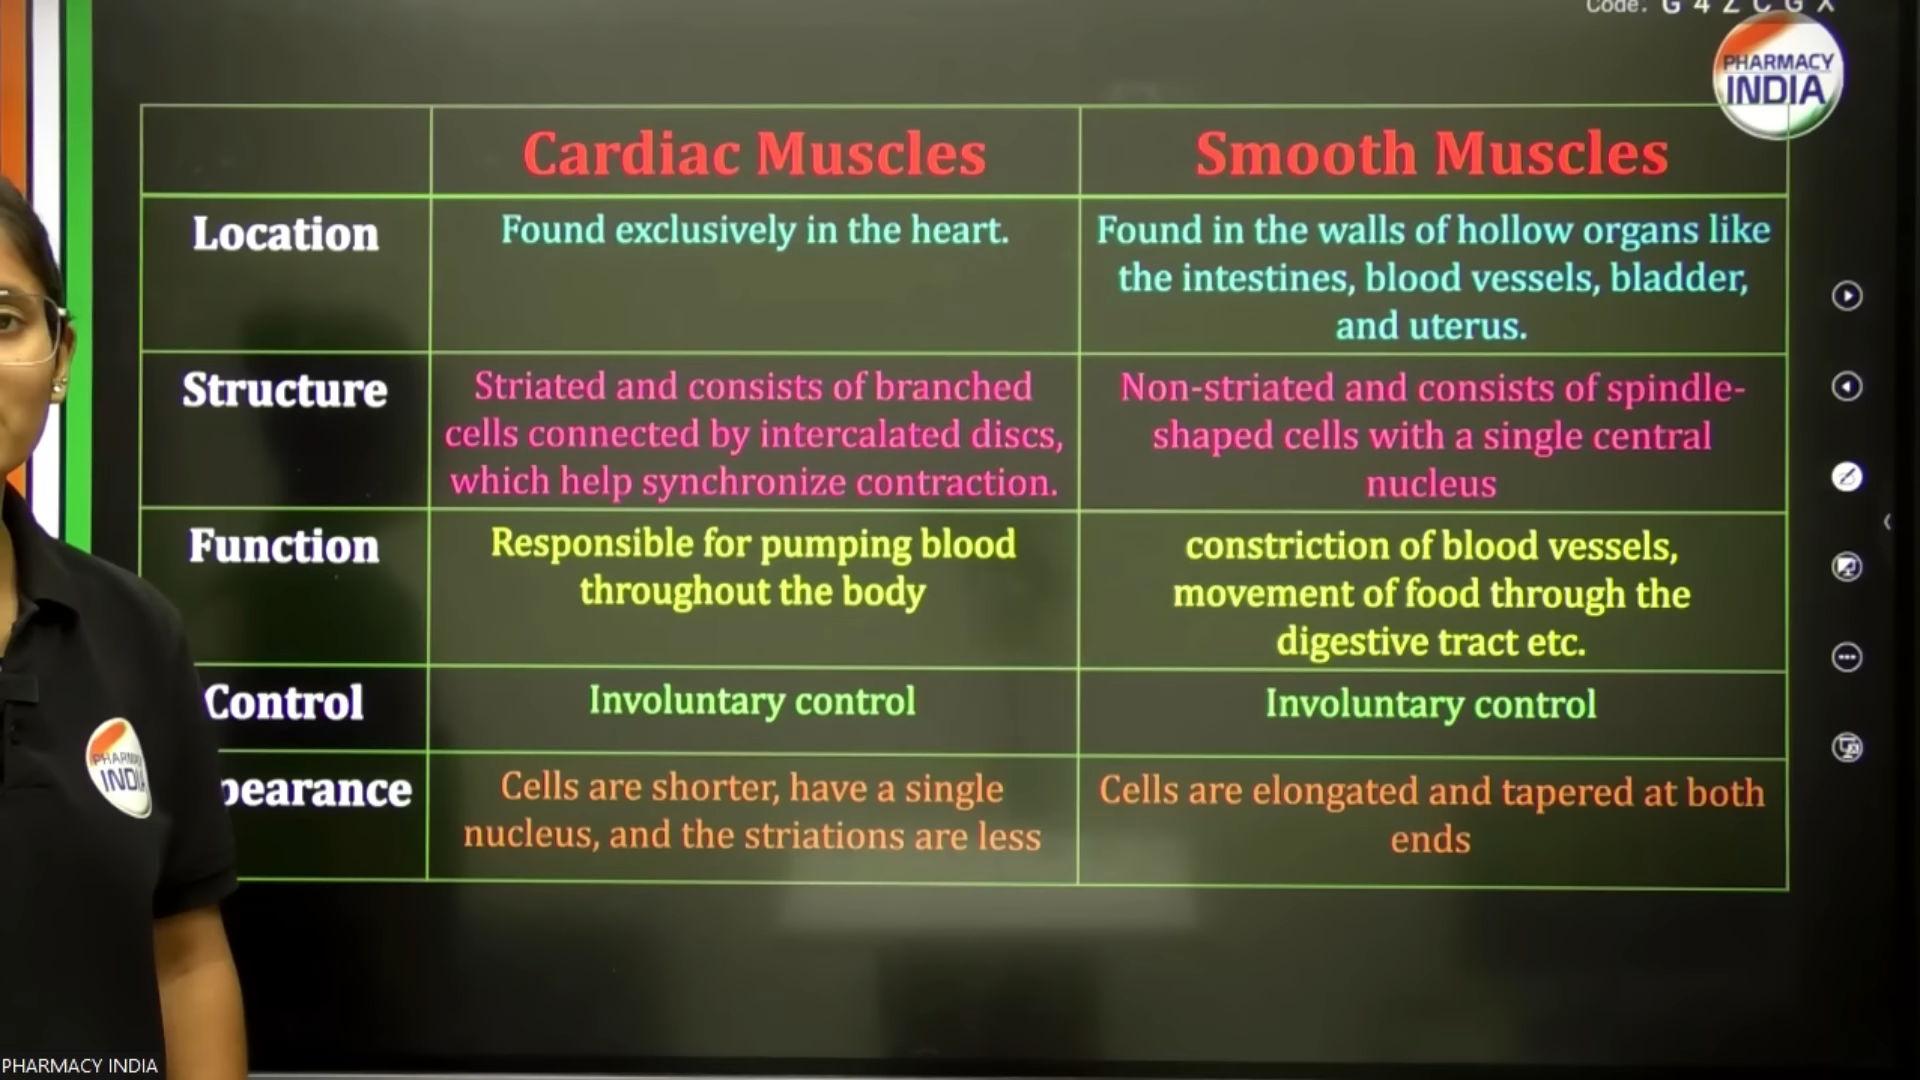 Code: G 4 Z C G X
PHARMACY
INDIA
Cardiac Muscles
Smooth Muscles
Location
Found exclusively in the heart.
Found in the walls of hollow organs like
the intestines, blood vessels, bladder,
and uterus.
Structure
Striated and consists of branched
cells connected by intercalated discs,
which help synchronize contraction.
Non-striated and consists of spindle-
shaped cells with a single central
nucleus
Function
Responsible for pumping blood
throughout the body
constriction of blood vessels,
movement of food through the
digestive tract etc.
Control
Involuntary control
Involuntary control
pearance
Cells are shorter, have a single
nucleus, and the striations are less
Cells are elongated and tapered at both
ends
PHARMA
INDIA
PHARMACY INDIA